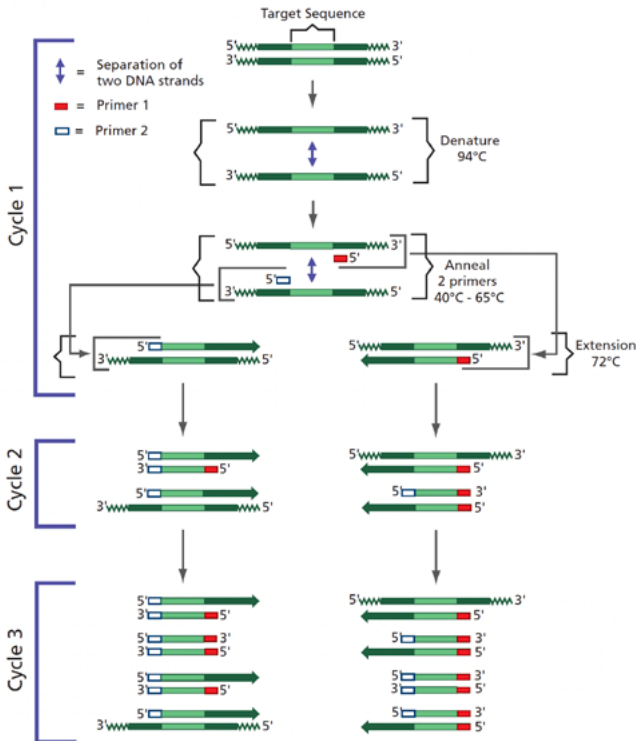 Target Sequence
5' 3'
3' 5'
= Separation of
two DNA strands
= Primer 1
= Primer 2
Cycle 1
5' 3'
3' 5'
Denature
94°C
5' 3'
5'
5'
3' 5'
Anneal
2 primers
40°C - 65°C
5'
3' 5'
5' 3'
5'
Extension
72°C
Cycle 2
5'
3' 5'
5'
3' 5'
5' 3'
5'
5' 3'
5'
Cycle 3
5'
3' 5'
5' 3'
3' 5'
5'
3' 5'
5'
3' 5'
5' 3'
5'
5' 3'
5'
5' 3'
3' 5'
5' 3'
5'